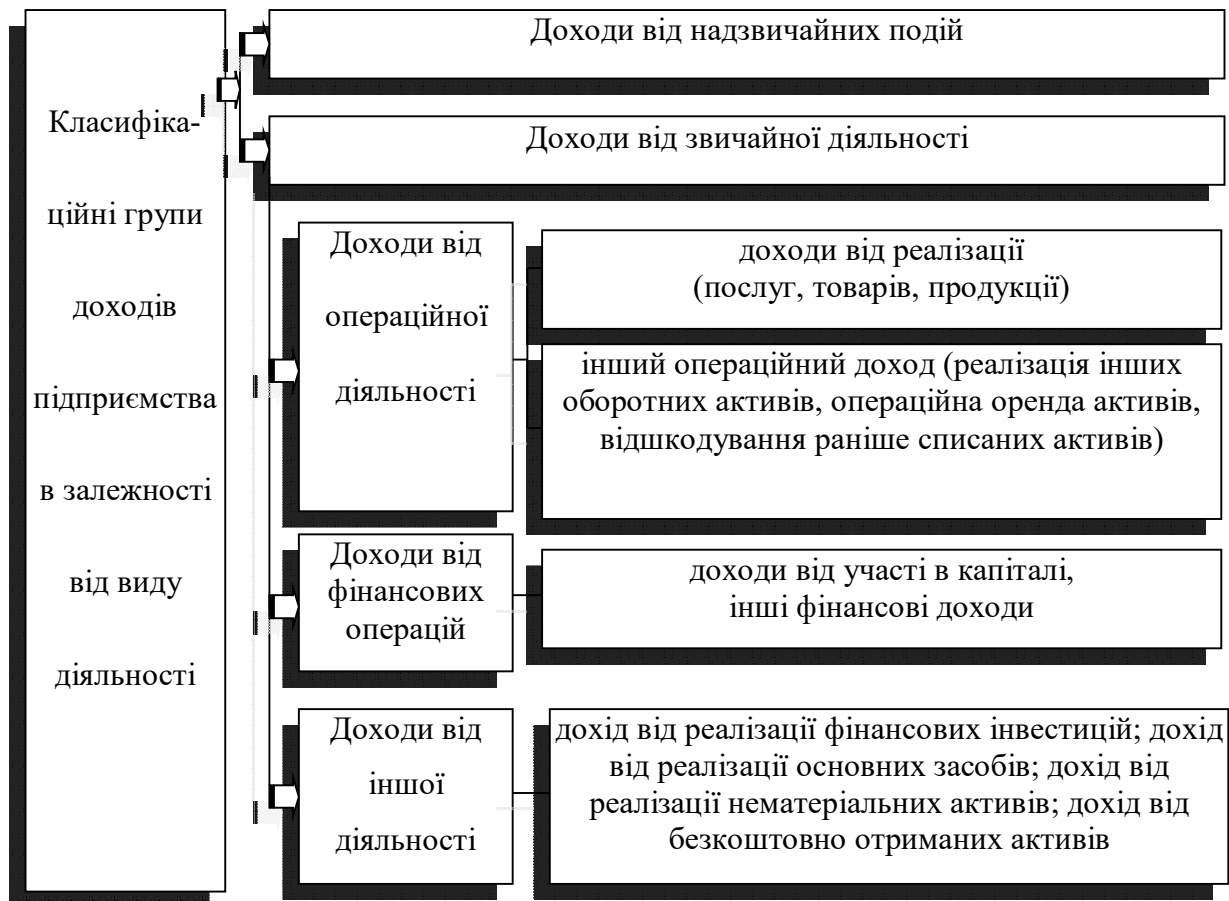 Класифіка-
ційні групи
доходів
підприємства
в залежності
від виду
діяльності
Доходи від надзвичайних подій
Доходи від звичайної діяльності
Доходи від
операційної
діяльності
доходи від реалізації
(послуг, товарів, продукції)
інший операційний доход (реалізація інших
оборотних активів, операційна оренда активів,
відшкодування раніше списаних активів)
Доходи від
фінансових
операцій
доходи від участі в капіталі,
інші фінансові доходи
Доходи від
іншої
діяльності
дохід від реалізації фінансових інвестицій; дохід
від реалізації основних засобів; дохід від
реалізації нематеріальних активів; дохід від
безкоштовно отриманих активів